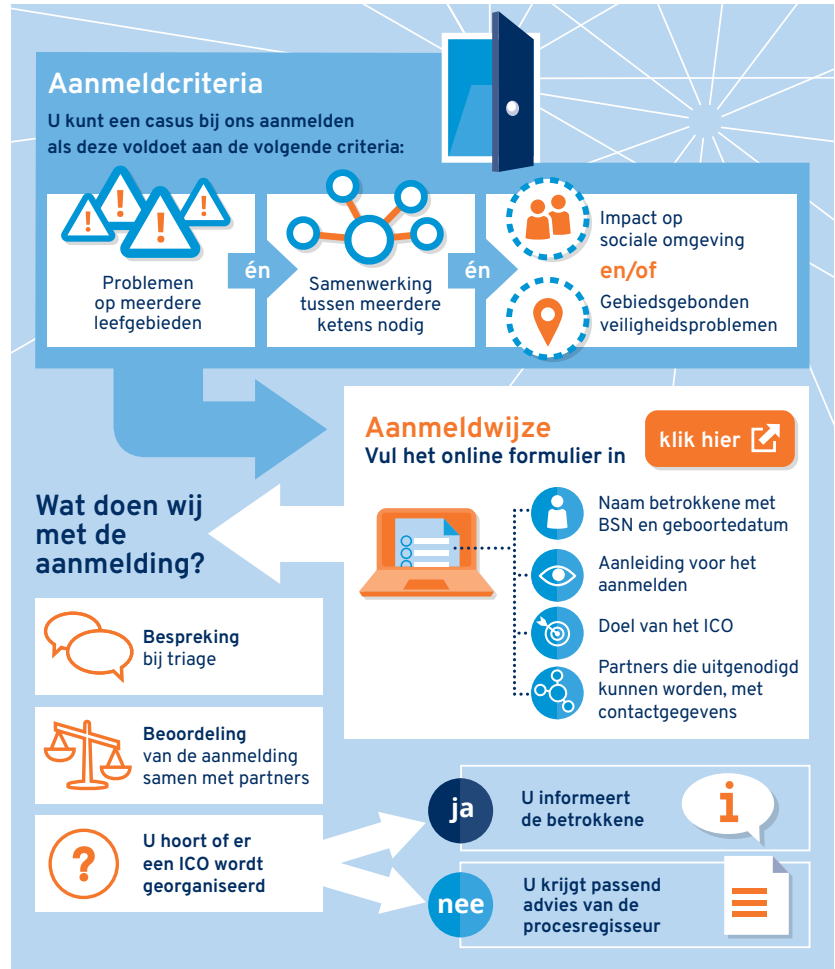 Aanmeldcriteria
U kunt een casus bij ons aanmelden
als deze voldoet aan de volgende criteria:
Problemen
op meerdere
leefgebieden
én
Samenwerking
tussen meerdere
ketens nodig
én
Impact op
sociale omgeving
en/of
Gebiedsgebonden
veiligheidsproblemen
Aanmeldwijze
Vul het online formulier in
klik hier
Naam betrokkene met
BSN en geboortedatum
Aanleiding voor het
aanmelden
Doel van het ICO
Partners die uitgenodigd
kunnen worden, met
contactgegevens
Wat doen wij
met de
aanmelding?
Bespreking
bij triage
Beoordeling
van de aanmelding
samen met partners
?
U hoort of er
een ICO wordt
georganiseerd
ja
U informeert
de betrokkene
i
nee
U krijgt passend
advies van de
procesregisseur